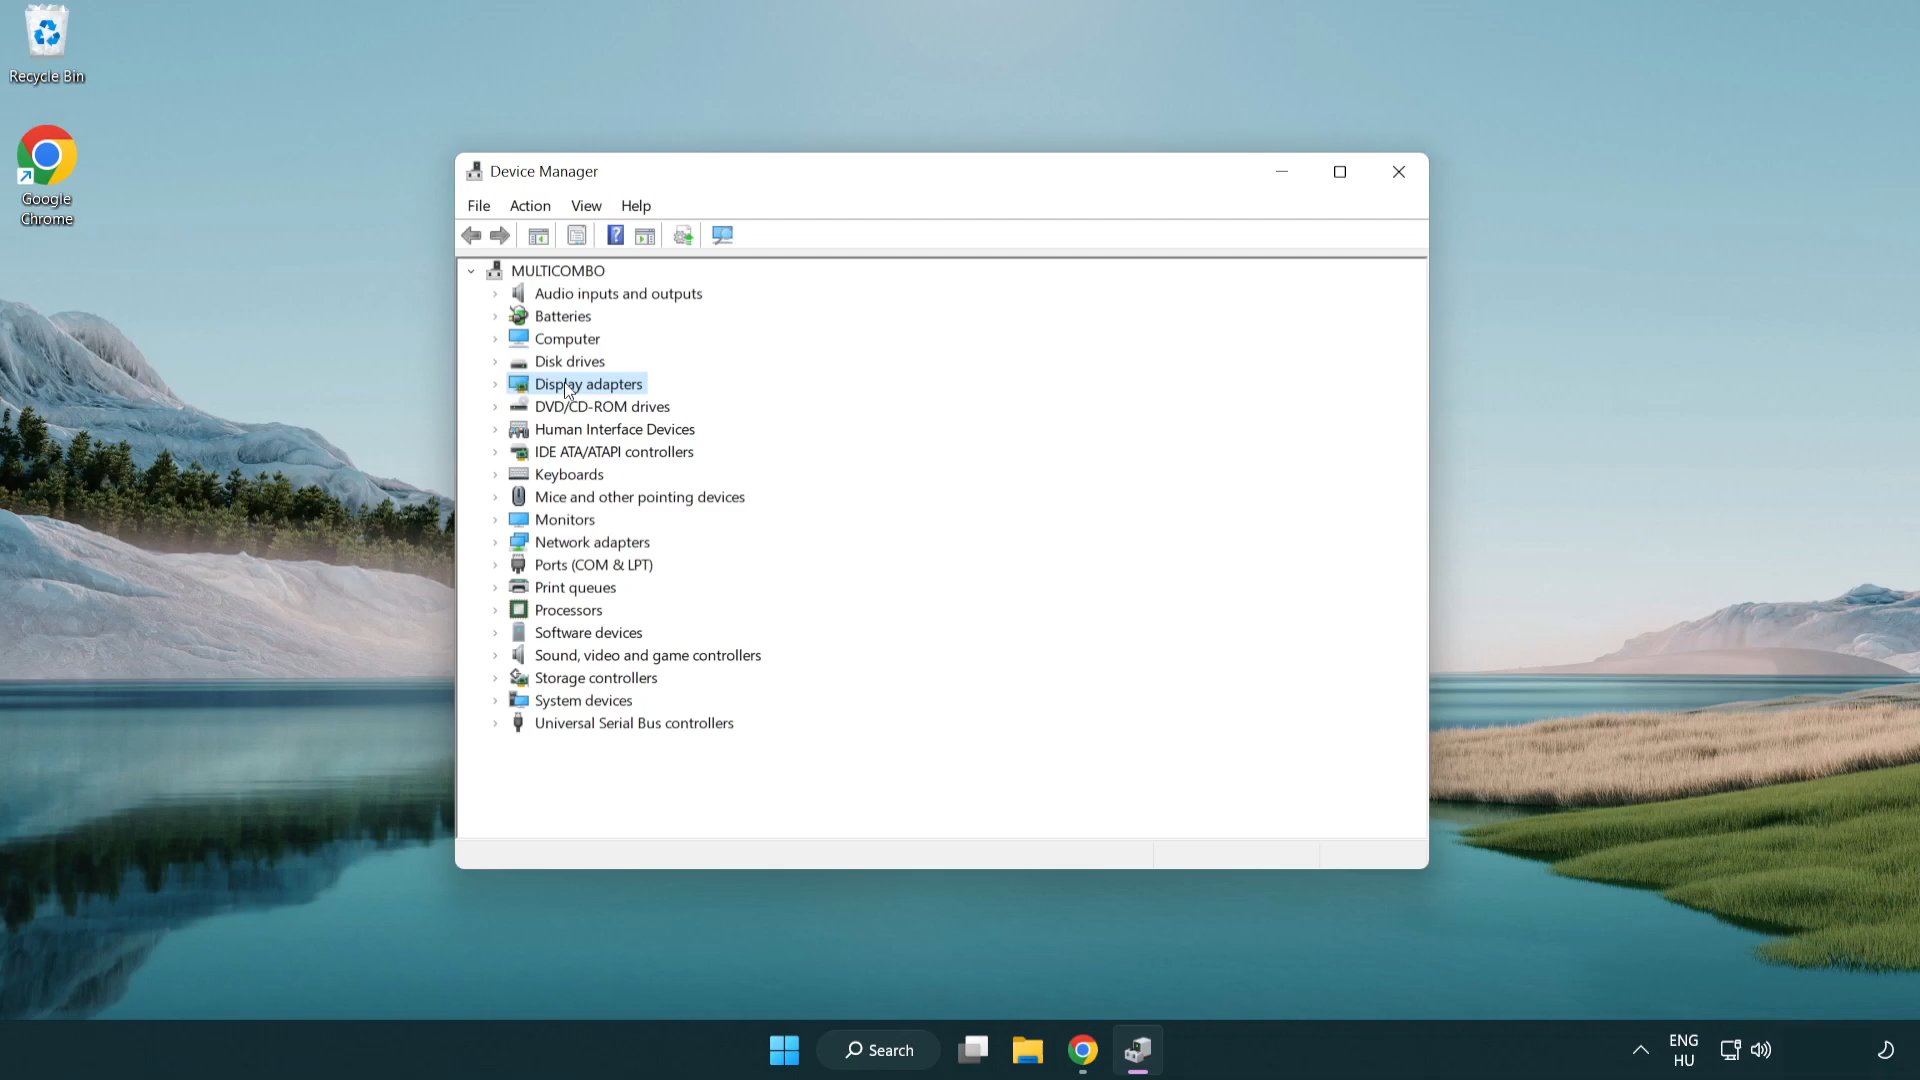 Recycle Bin
Google
Chrome
Device Manager
File Action View Help
MULTICOMBO
Audio inputs and outputs
Batteries
Computer
Disk drives
Display adapters
DVD/CD-ROM drives
Human Interface Devices
IDE ATA/ATAPI controllers
Keyboards
Mice and other pointing devices
Monitors
Network adapters
Ports (COM & LPT)
Print queues
Processors
Software devices
Sound, video and game controllers
Storage controllers
System devices
Universal Serial Bus controllers
Search
ENG
HU